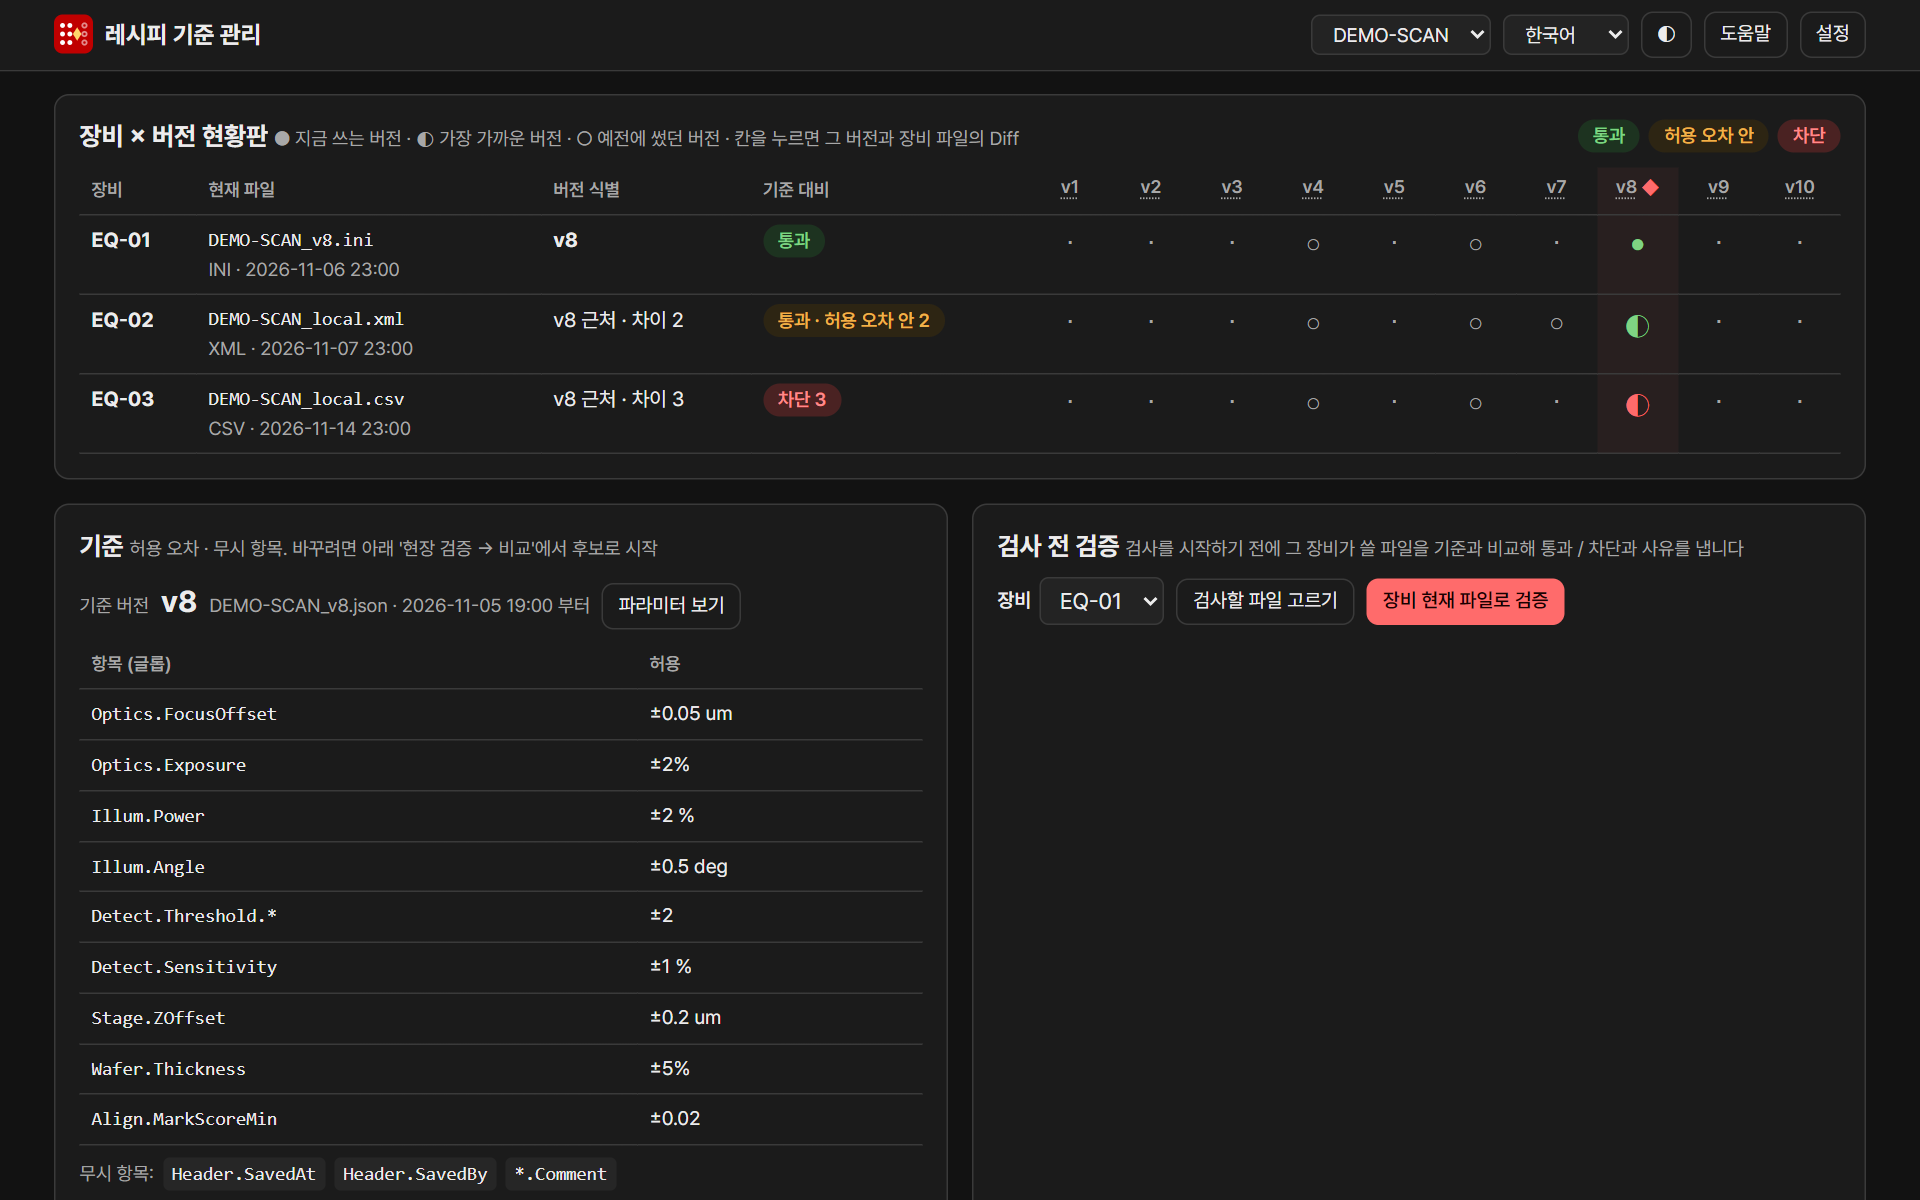 레시피 기준 관리
DEMO-SCAN
한국어
도움말
설정
장비 × 버전 현황판 ● 지금 쓰는 버전 · ◐ 가장 가까운 버전 · ○ 예전에 썼던 버전 · 칸을 누르면 그 버전과 장비 파일의 Diff
통과
허용 오차 안
차단
장비 현재 파일 버전 식별 기준 대비 v1 v2 v3 v4 v5 v6 v7 v8 ◆ v9 v10
EQ-01 DEMO-SCAN_v8.ini v8 통과 · · · ○ · ○ · ● · ·
INI · 2026-11-06 23:00
EQ-02 DEMO-SCAN_local.xml v8 근처 · 차이 2 통과 · 허용 오차 안 2 · · · ○ · ○ ○ ◐ · ·
XML · 2026-11-07 23:00
EQ-03 DEMO-SCAN_local.csv v8 근처 · 차이 3 차단 3 · · · ○ · ○ · ◐ · ·
CSV · 2026-11-14 23:00
기준 허용 오차 · 무시 항목. 바꾸려면 아래 '현장 검증 → 비교'에서 후보로 시작
기준 버전 v8 DEMO-SCAN_v8.json · 2026-11-05 19:00 부터 파라미터 보기
항목 (글롭) 허용
Optics.FocusOffset ±0.05 um
Optics.Exposure ±2%
Illum.Power ±2 %
Illum.Angle ±0.5 deg
Detect.Threshold.* ±2
Detect.Sensitivity ±1 %
Stage.ZOffset ±0.2 um
Wafer.Thickness ±5%
Align.MarkScoreMin ±0.02
무시 항목: Header.SavedAt Header.SavedBy *.Comment
검사 전 검증 검사를 시작하기 전에 그 장비가 쓸 파일을 기준과 비교해 통과 / 차단과 사유를 냅니다
장비 EQ-01 검사할 파일 고르기 장비 현재 파일로 검증